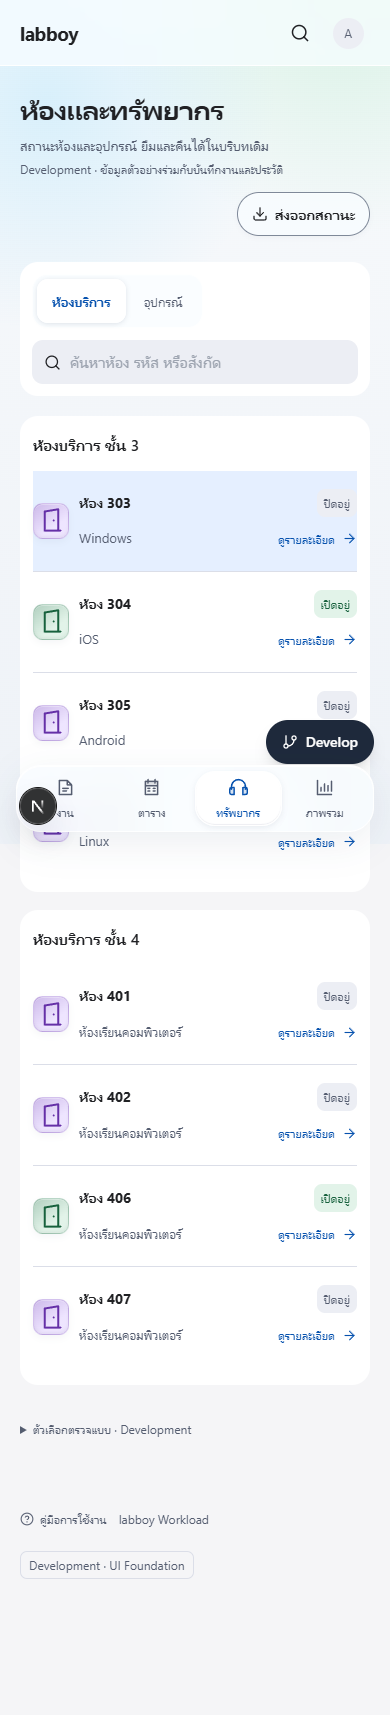 labboy
A
ห้องและทรัพยากร
สถานะห้องและอุปกรณ์ ยืมและคืนได้ในบริบทเดิม
Development · ข้อมูลตัวอย่างร่วมกับบันทึกงานและประวัติ
ส่งออกสถานะ
ห้องบริการ
อุปกรณ์
ค้นหาห้อง รหัส หรือสังกัด
ห้องบริการ ชั้น 3
ห้อง 303
ปิดอยู่
Windows
ดูรายละเอียด
ห้อง 304
เปิดอยู่
iOS
ดูรายละเอียด
ห้อง 305
ปิดอยู่
Android
Develop
N
งาน
ตาราง
ทรัพยากร
ภาพรวม
Linux
ดูรายละเอียด
ห้องบริการ ชั้น 4
ห้อง 401
ปิดอยู่
ห้องเรียนคอมพิวเตอร์
ดูรายละเอียด
ห้อง 402
ปิดอยู่
ห้องเรียนคอมพิวเตอร์
ดูรายละเอียด
ห้อง 406
เปิดอยู่
ห้องเรียนคอมพิวเตอร์
ดูรายละเอียด
ห้อง 407
ปิดอยู่
ห้องเรียนคอมพิวเตอร์
ดูรายละเอียด
ตัวเลือกตรวจแบบ · Development
คู่มือการใช้งาน labboy Workload
Development · UI Foundation